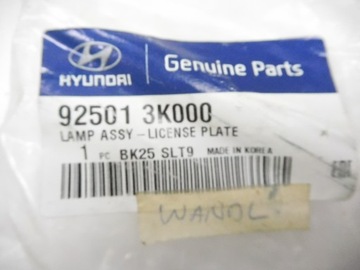 HYUNDAI
Genuine Parts
92501 3K000
LAMP ASSY-LICENSE PLATE
1 PC BK25 SLT9 MADE IN KOREA
WANOL